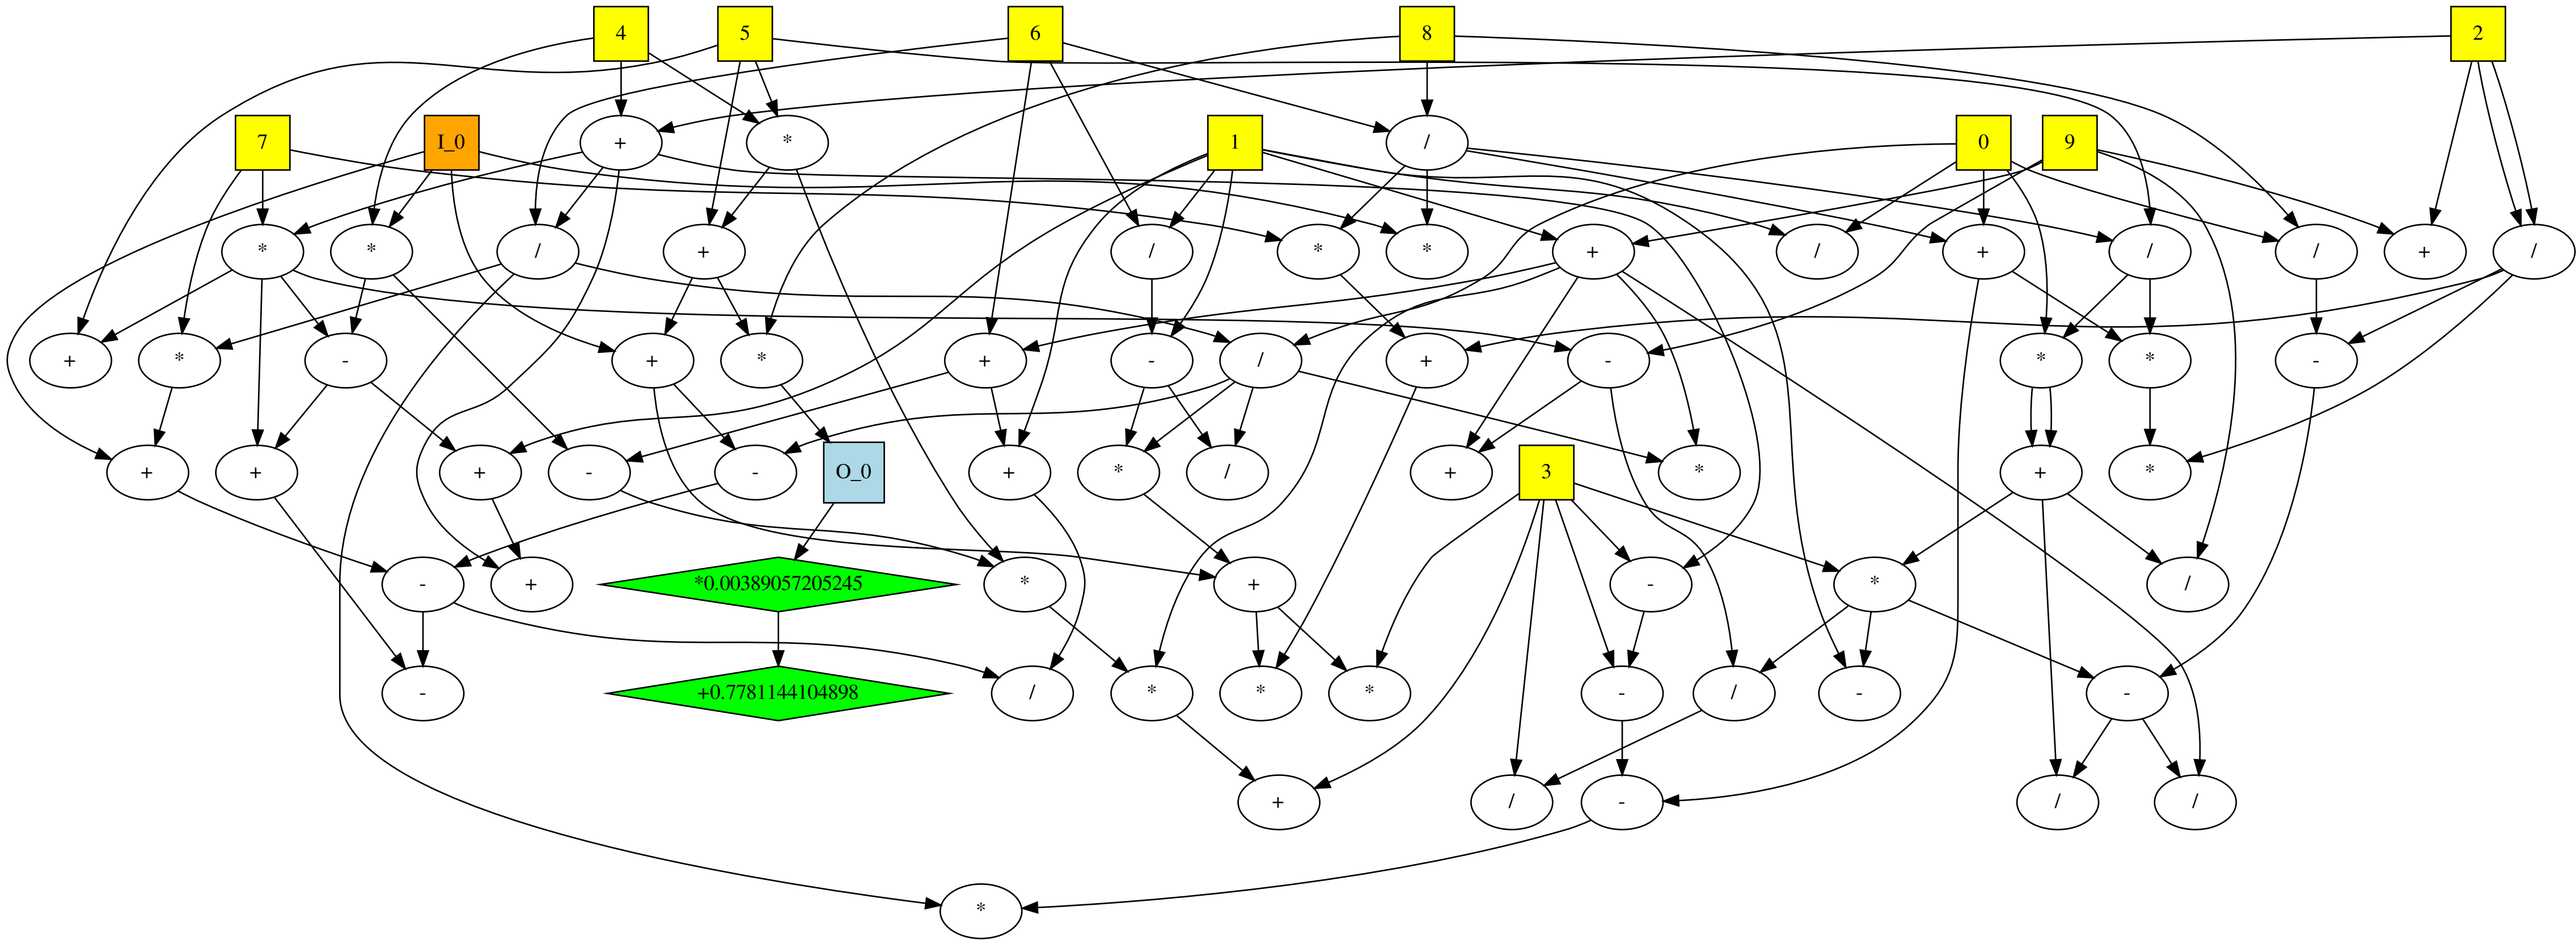 4 5 6 8 2
7 I_0 + * 1 / 0 9
* * / + / * * + / + / / + /
+ * - + * + - / + - * * -
+ + - - O_0 + * / + 3 * + *
- + *0.00389057205245 * + - * /
- +0.7781144104898 / * * * - / - -
+ / - / /
*